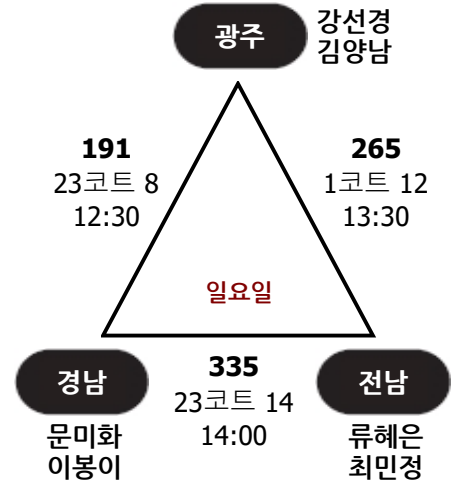 광주
강선경
김양남
191
23코트 8
12:30
265
1코트 12
13:30
일요일
경남
문미화
이봉이
335
23코트 14
14:00
전남
류혜은
최민정